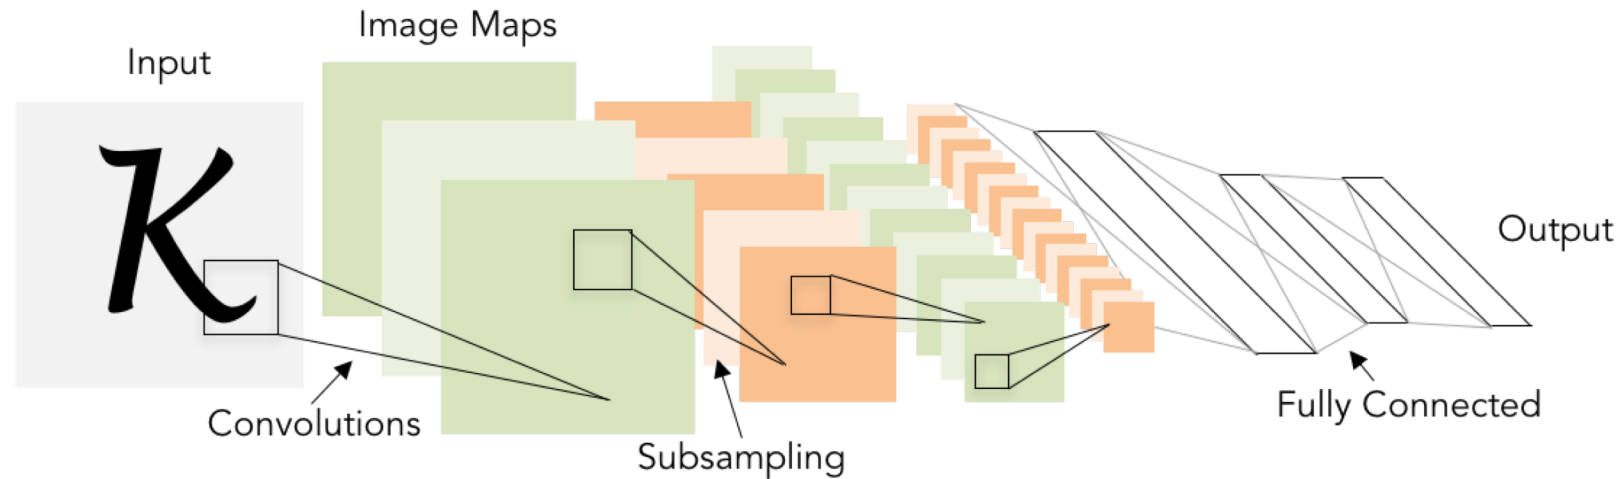 Image Maps
Input
K
Output
Convolutions
Subsampling
Fully Connected